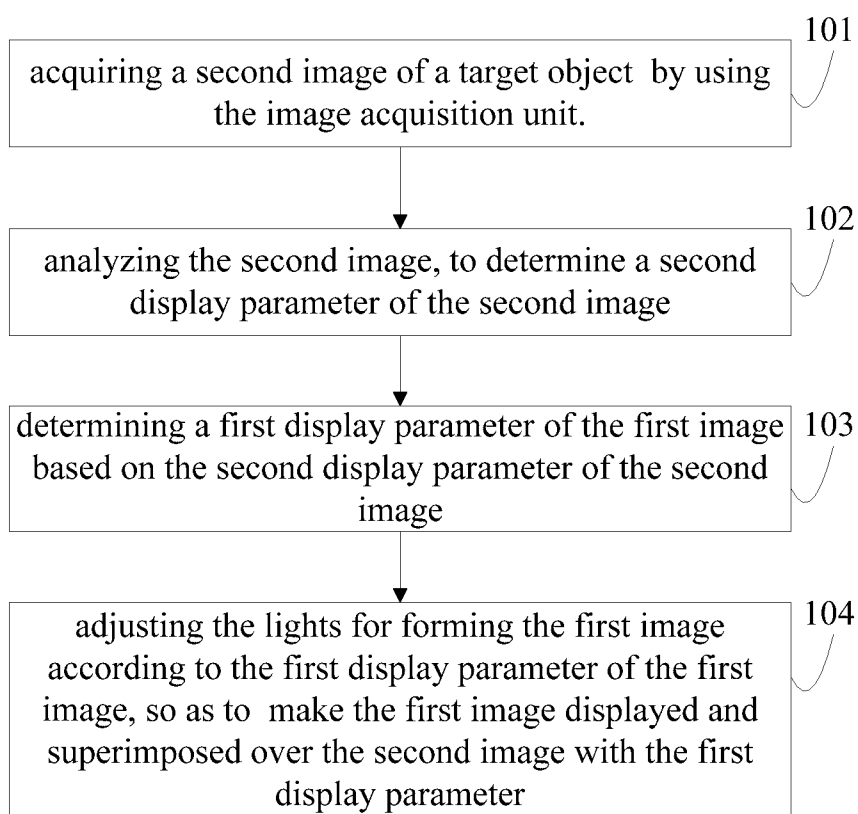 101
acquiring a second image of a target object by using
the image acquisition unit.
102
analyzing the second image, to determine a second
display parameter of the second image
103
determining a first display parameter of the first image
based on the second display parameter of the second
image
104
adjusting the lights for forming the first image
according to the first display parameter of the first
image, so as to make the first image displayed and
superimposed over the second image with the first
display parameter